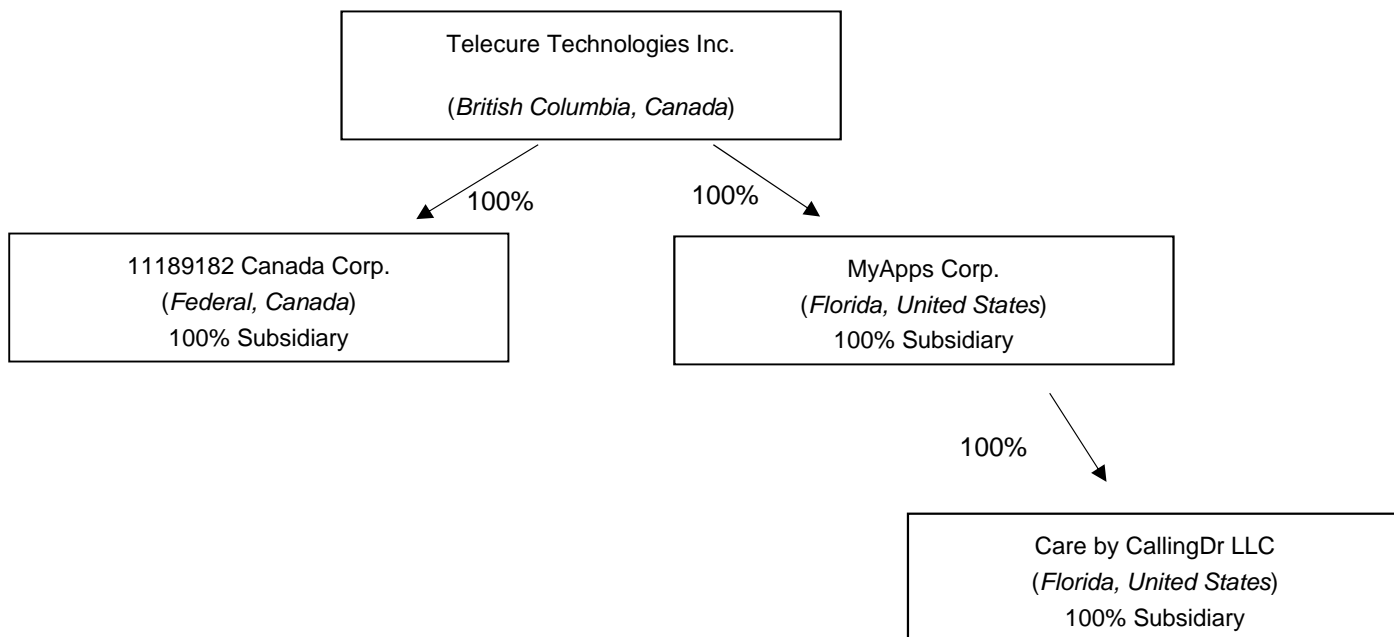 Telecure Technologies Inc.
(British Columbia, Canada)
100%
100%
11189182 Canada Corp.
(Federal, Canada)
100% Subsidiary
MyApps Corp.
(Florida, United States)
100% Subsidiary
100%
Care by CallingDr LLC
(Florida, United States)
100% Subsidiary